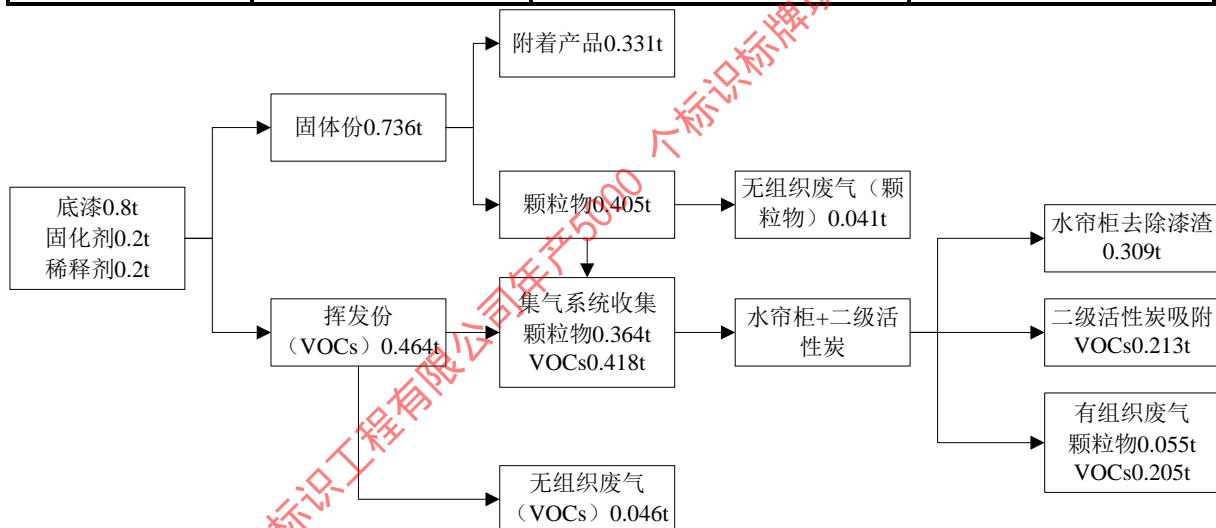 附着产品0.331t
固体份0.736t
颗粒物0.405t
无组织废气（颗
粒物）0.041t
底漆0.8t
固化剂0.2t
稀释剂0.2t
水帘柜去除漆渣
0.309t
挥发份
（VOCs）0.464t
集气系统收集
颗粒物0.364t
VOCs0.418t
水帘柜+二级活
性炭
二级活性炭吸附
VOCs0.213t
有组织废气
颗粒物0.055t
VOCs0.205t
无组织废气
（VOCs）0.046t
标识工程有限公司年产5000 个标识标牌